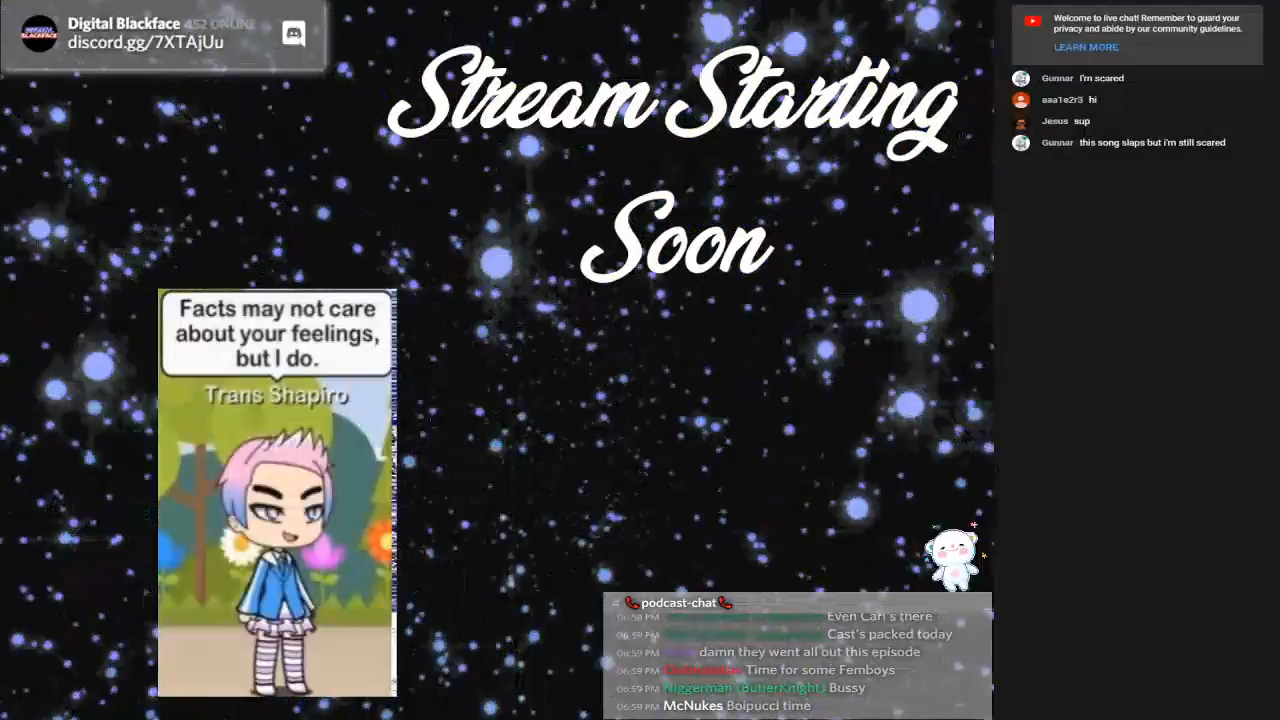 Digital Blackface 452 ONLINE
discord.gg/7XTAjUu
Stream Starting
Soon
Welcome to live chat! Remember to guard your
privacy and abide by our community guidelines.
LEARN MORE
Gunnar I'm scared
aaa1e2r3 hi
Jesus sup
Gunnar this song slaps but i'm still scared
Facts may not care
about your feelings,
but I do.
Trans Shapiro
# podcast-chat
06:58 PM Even Carl's there
06:59 PM Cast's packed today
06:59 PM damn they went all out this episode
06:59 PM Time for some Femboys
06:59 PM Niggerman (ButlerKnight) Bussy
06:59 PM McNukes Boipucci time